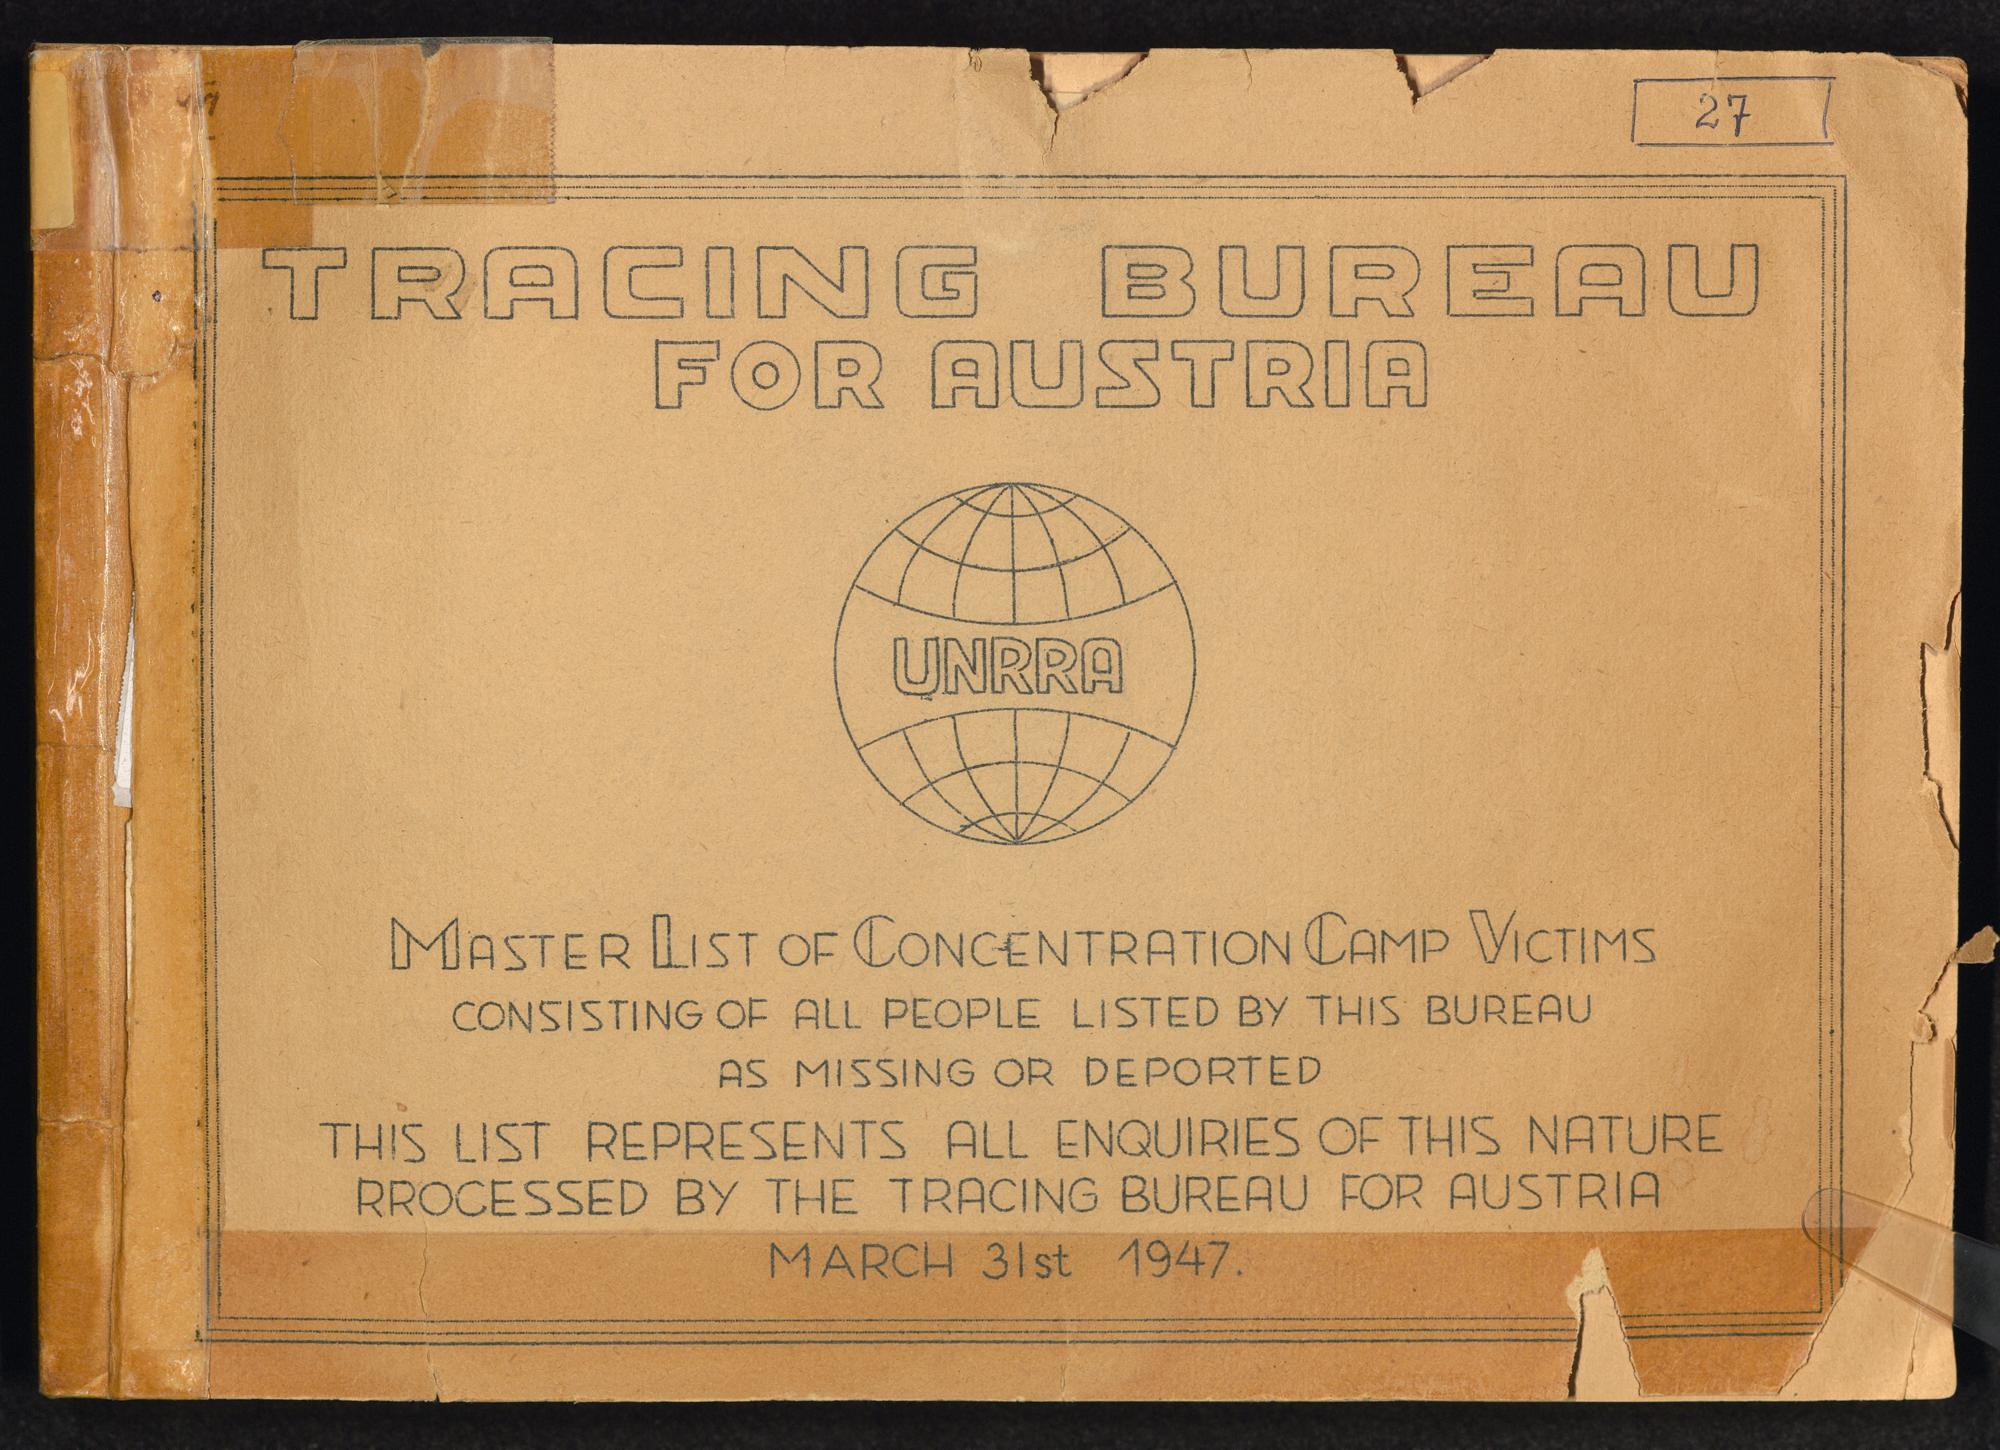 27
TRACING BUREAU
FOR AUSTRIA
UNRRA
MASTER LIST OF CONCENTRATION CAMP VICTIMS
CONSISTING OF ALL PEOPLE LISTED BY THIS BUREAU
AS MISSING OR DEPORTED
THIS LIST REPRESENTS ALL ENQUIRIES OF THIS NATURE
RROCESSED BY THE TRACING BUREAU FOR AUSTRIA
MARCH 31st 1947.